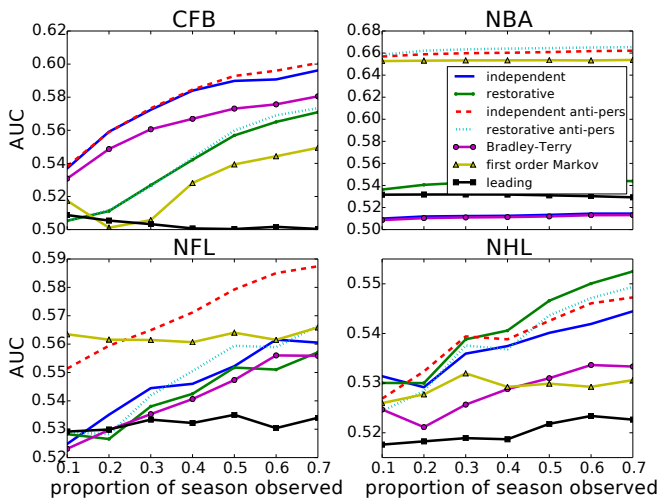 CFB
NBA
0.62
0.60
0.58
0.56
0.54
0.52
0.50
AUC
0.68
0.66
0.64
0.62
0.60
0.58
0.56
0.54
0.52
0.50
independent
restorative
independent anti-pers
restorative anti-pers
Bradley-Terry
first order Markov
leading
NFL
NHL
0.59
0.58
0.57
0.56
0.55
0.54
0.53
0.52
AUC
0.1 0.2 0.3 0.4 0.5 0.6 0.7
proportion of season observed
0.55
0.54
0.53
0.52
0.1 0.2 0.3 0.4 0.5 0.6 0.7
proportion of season observed